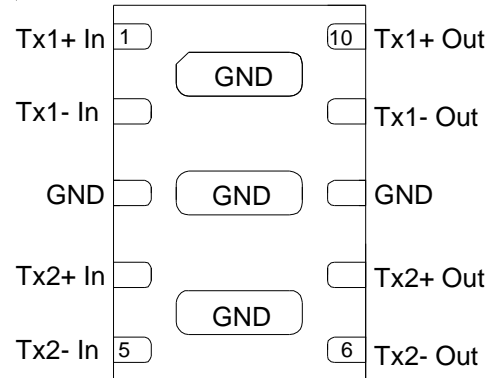 Tx1+ In 1 10 Tx1+ Out
GND
Tx1- In Tx1- Out
GND GND GND
Tx2+ In Tx2+ Out
GND
Tx2- In 5 6 Tx2- Out